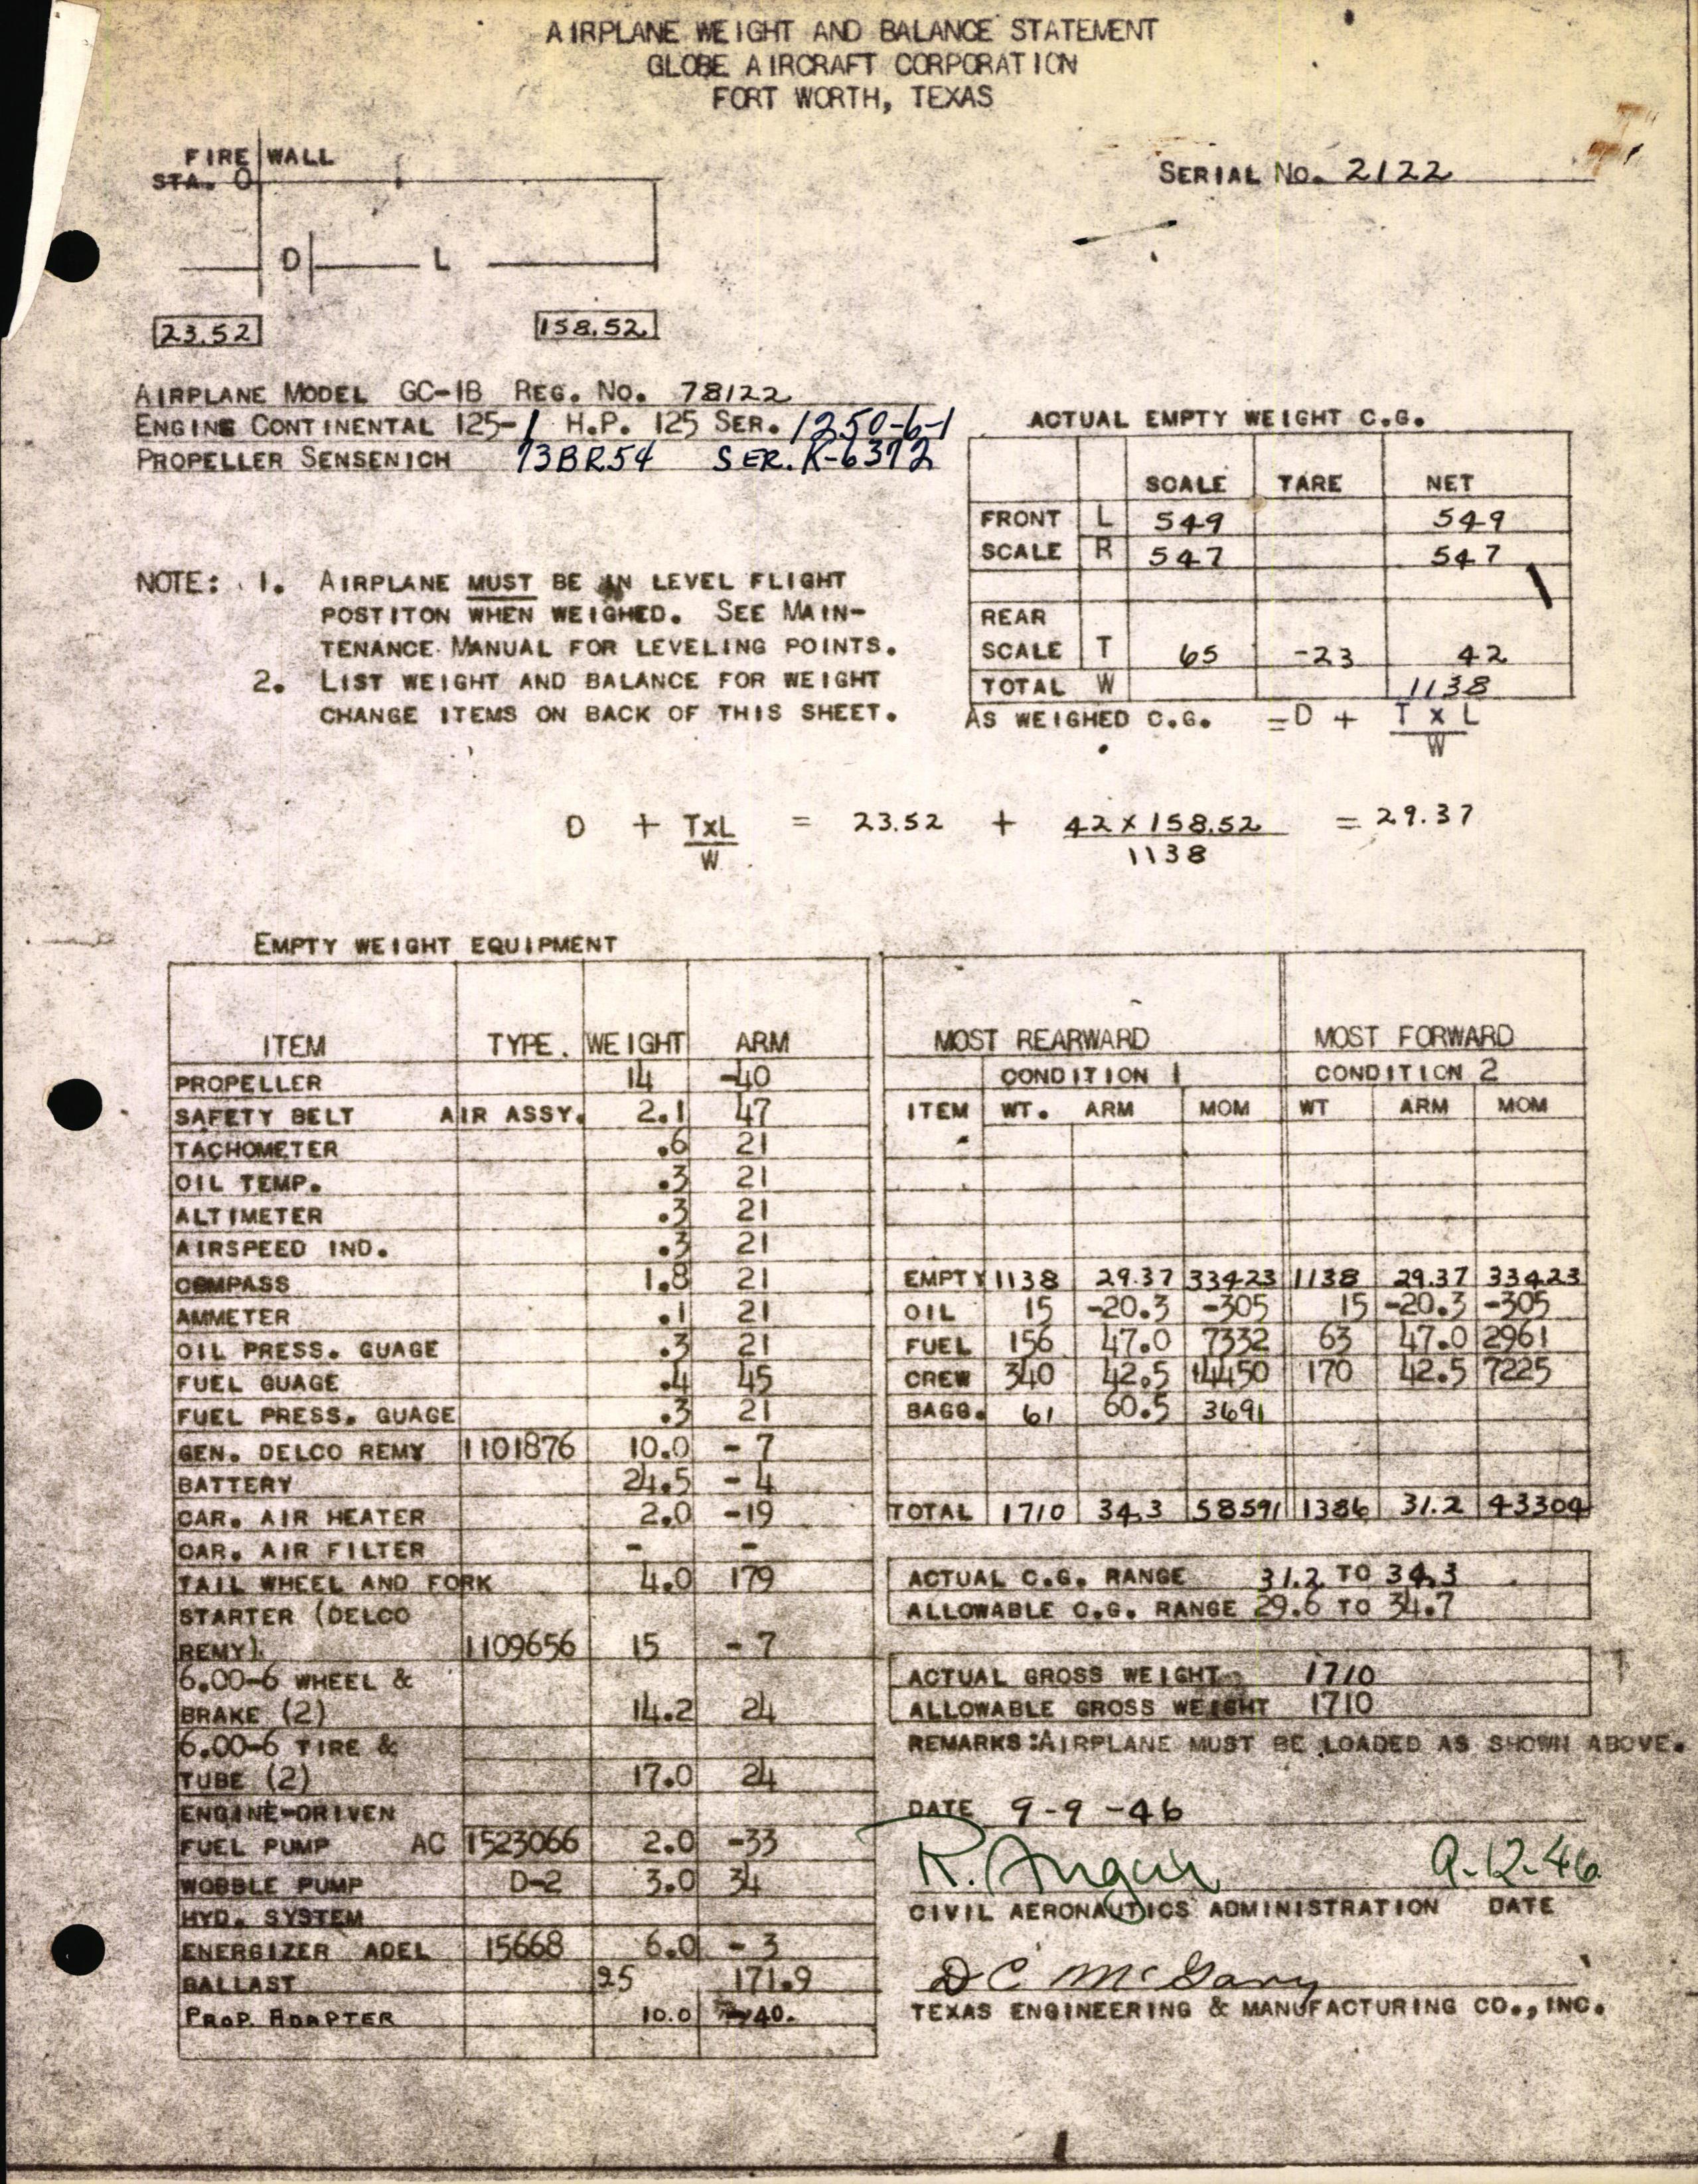 AIRPLANE WEIGHT AND BALANCE STATEMENT
GLOBE AIRCRAFT CORPORATION
FORT WORTH, TEXAS
FIRE WALL
STA. 0
SERIAL NO. 2122
D L
23.52 158.52
AIRPLANE MODEL GC-1B REG. NO. 78122
ENGINE CONTINENTAL 125-1 H.P. 125 SER. 1250-6-1
PROPELLER SENSENICH 73BR54 SER. K-6372
ACTUAL EMPTY WEIGHT C.G.
SCALE TARE NET
FRONT L 549 549
SCALE R 547 547
REAR
SCALE T 65 -23 42
TOTAL W 1138
AS WEIGHED C.G. = D + T X L
W
NOTE: 1. AIRPLANE MUST BE IN LEVEL FLIGHT
POSTITON WHEN WEIGHED. SEE MAIN-
TENANCE MANUAL FOR LEVELING POINTS.
2. LIST WEIGHT AND BALANCE FOR WEIGHT
CHANGE ITEMS ON BACK OF THIS SHEET.
D + TXL = 23.52 + 42 X 158.52 = 29.37
W 1138
EMPTY WEIGHT EQUIPMENT
ITEM TYPE. WEIGHT ARM
PROPELLER 14 -40
SAFETY BELT AIR ASSY. 2.1 47
TACHOMETER .6 21
OIL TEMP. .3 21
ALTIMETER .3 21
AIRSPEED IND. .3 21
COMPASS 1.8 21
AMMETER .1 21
OIL PRESS. GUAGE .3 21
FUEL GUAGE .4 45
FUEL PRESS. GUAGE .3 21
GEN. DELCO REMY 1101876 10.0 - 7
BATTERY 24.5 - 4
CAR. AIR HEATER 2.0 -19
CAR. AIR FILTER - -
TAIL WHEEL AND FORK 4.0 179
STARTER (DELCO
REMY) 1109656 15 - 7
6.00-6 WHEEL &
BRAKE (2) 14.2 24
6.00-6 TIRE &
TUBE (2) 17.0 24
ENGINE-DRIVEN
FUEL PUMP AC 1523066 2.0 -33
WOBBLE PUMP D-2 3.0 34
HYD. SYSTEM
ENERGIZER ADEL 15668 6.0 - 3
BALLAST 25 171.9
PROP. ADAPTER 10.0 -40.
MOST REARWARD MOST FORWARD
CONDITION 1 CONDITION 2
ITEM WT. ARM MOM WT ARM MOM
EMPTY 1138 29.37 33423 1138 29.37 33423
OIL 15 -20.3 -305 15 -20.3 -305
FUEL 156 47.0 7332 63 47.0 2961
CREW 340 42.5 14450 170 42.5 7225
BAGG. 61 60.5 3691
TOTAL 1710 34.3 58591 1386 31.2 43304
ACTUAL C.G. RANGE 31.2 TO 34.3
ALLOWABLE C.G. RANGE 29.6 TO 34.7
ACTUAL GROSS WEIGHT 1710
ALLOWABLE GROSS WEIGHT 1710
REMARKS: AIRPLANE MUST BE LOADED AS SHOWN ABOVE.
DATE 9-9-46
R. 9-12-46
CIVIL AERONAUTICS ADMINISTRATION DATE
D C McGary
TEXAS ENGINEERING & MANUFACTURING CO., INC.